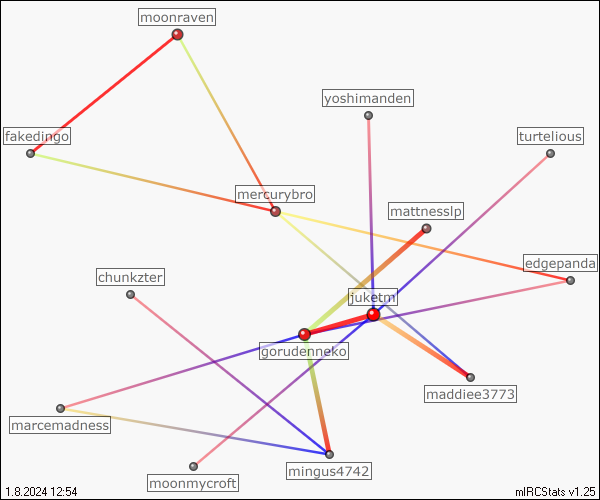 moonraven
yoshimanden
fakedingo
turtelious
mercurybro
mattnesslp
edgepanda
chunkzter
juketm
gorudenneko
maddiee3773
marcemadness
mingus4742
moonmycroft
1.8.2024 12:54
mIRCStats v1.25